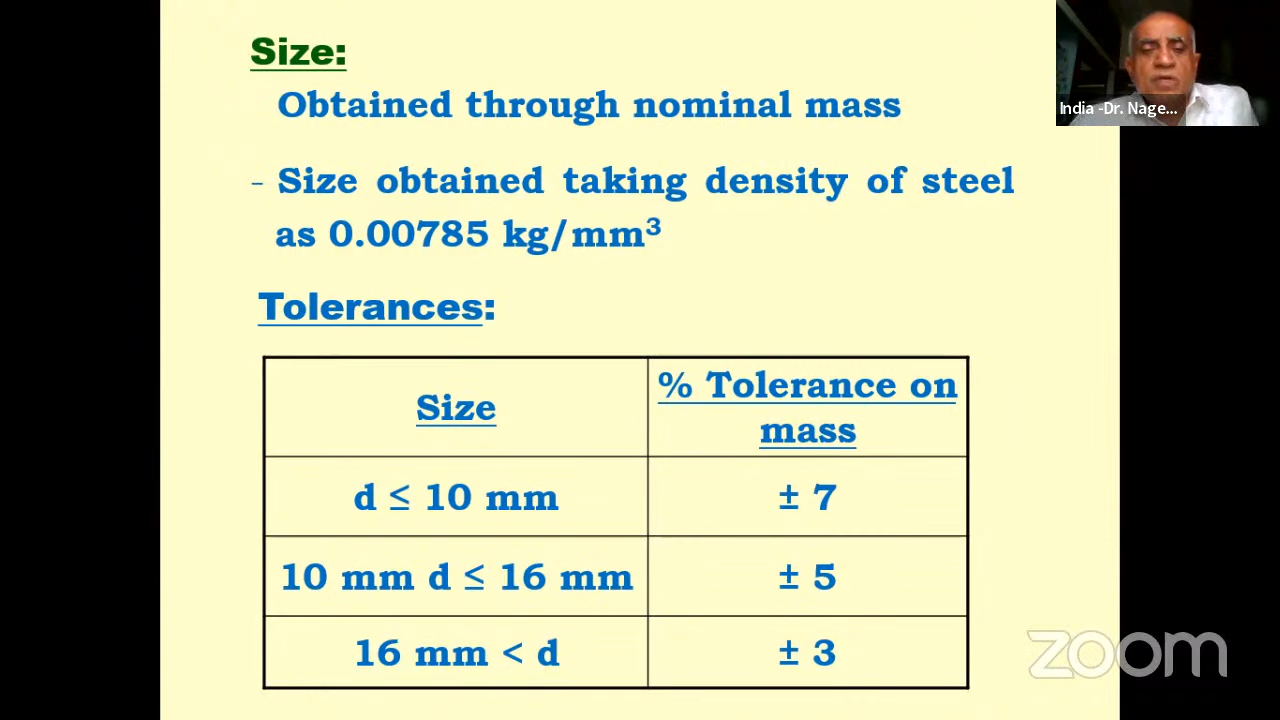 Size:
Obtained through nominal mass
- Size obtained taking density of steel
as 0.00785 kg/mm³
Tolerances:
Size
% Tolerance on
mass
d ≤ 10 mm
± 7
10 mm d ≤ 16 mm
± 5
16 mm < d
± 3
India -Dr. Nage...
zoom